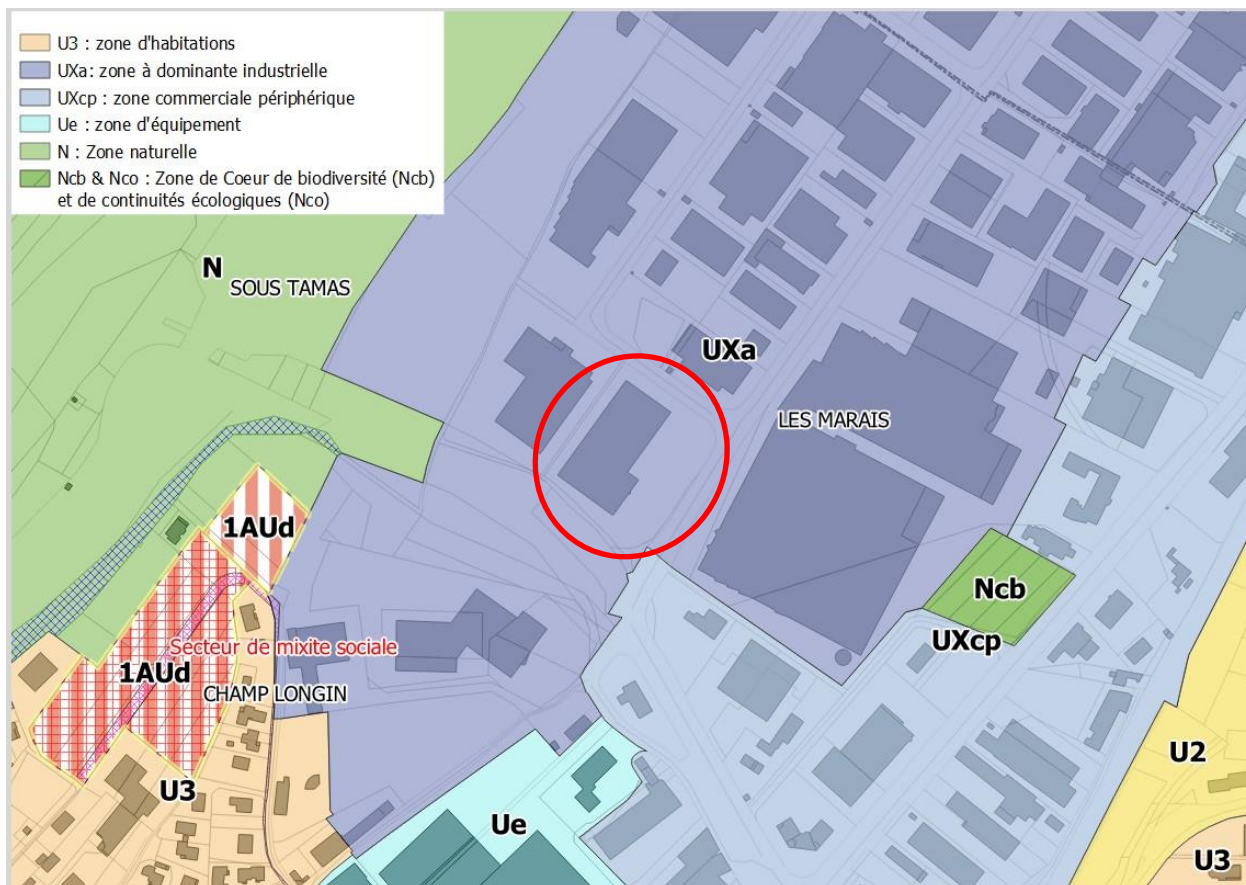 U3 : zone d'habitations
UXa: zone à dominante industrielle
UXcp : zone commerciale périphérique
Ue : zone d'équipement
N : Zone naturelle
Ncb & Nco : Zone de Coeur de biodiversité (Ncb)
et de continuités écologiques (Nco)
N
SOUS TAMAS
UXa
LES MARAIS
1AUd
Ncb
UXcp
Secteur de mixite sociale
1AUd
CHAMP LONGIN
U2
U3
Ue
U3